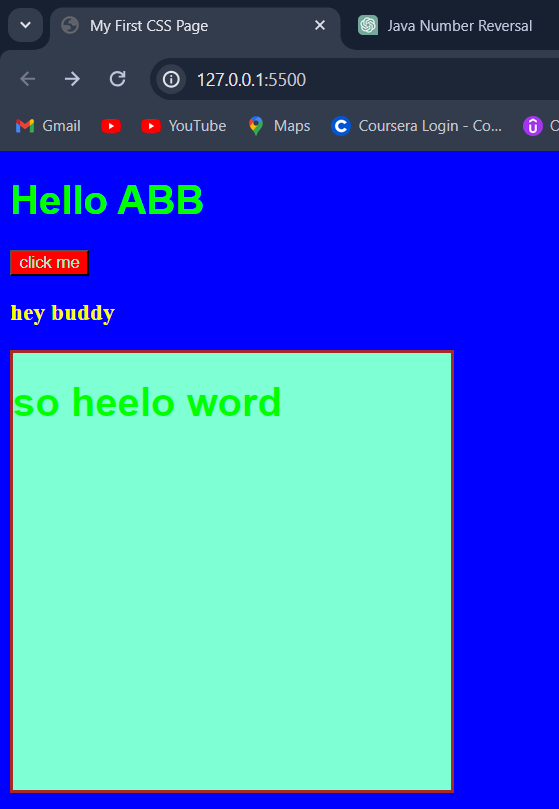 My First CSS Page
Java Number Reversal
127.0.0.1:5500
Gmail YouTube Maps Coursera Login - Co...
Hello ABB
click me
hey buddy
so heelo word